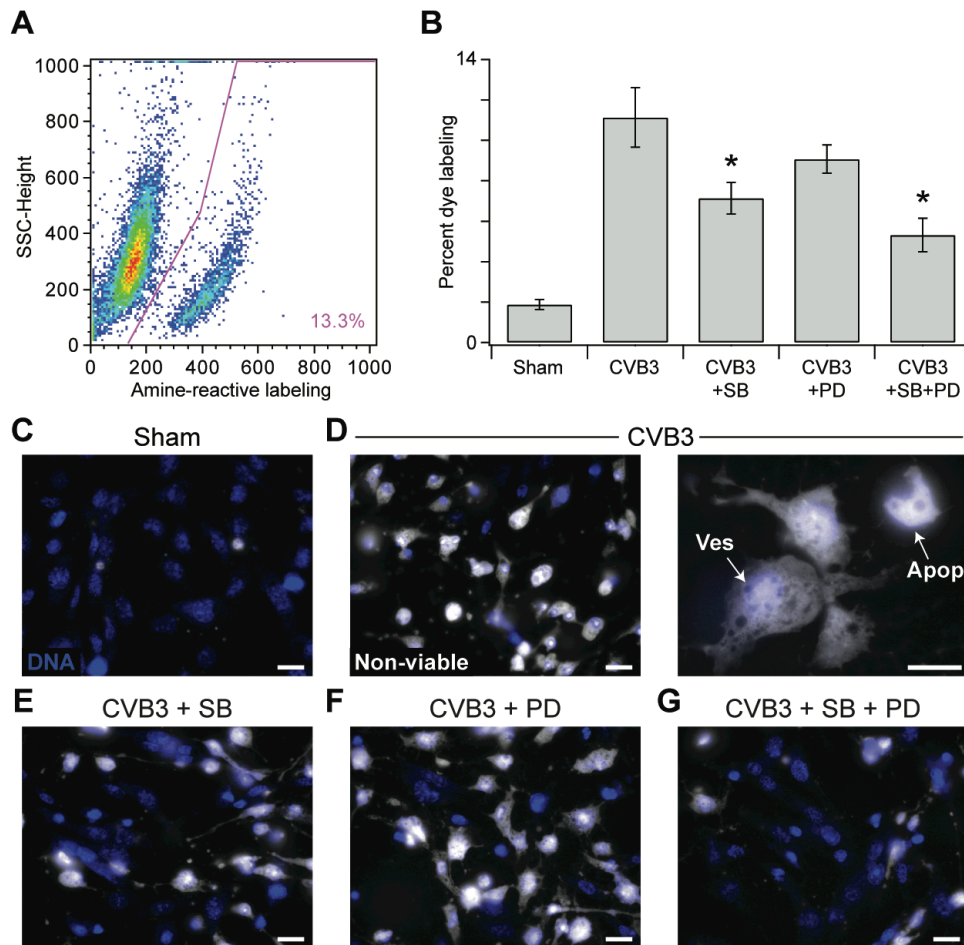 A
SSC-Height
1000
800
600
400
200
0
13.3%
0 200 400 600 800 1000
Amine-reactive labeling
B
Percent dye labeling
14
0
Sham
CVB3
CVB3
+SB
CVB3
+PD
CVB3
+SB+PD
*
*
C
Sham
DNA
D
CVB3
Non-viable
Ves
Apop
E
CVB3 + SB
F
CVB3 + PD
G
CVB3 + SB + PD